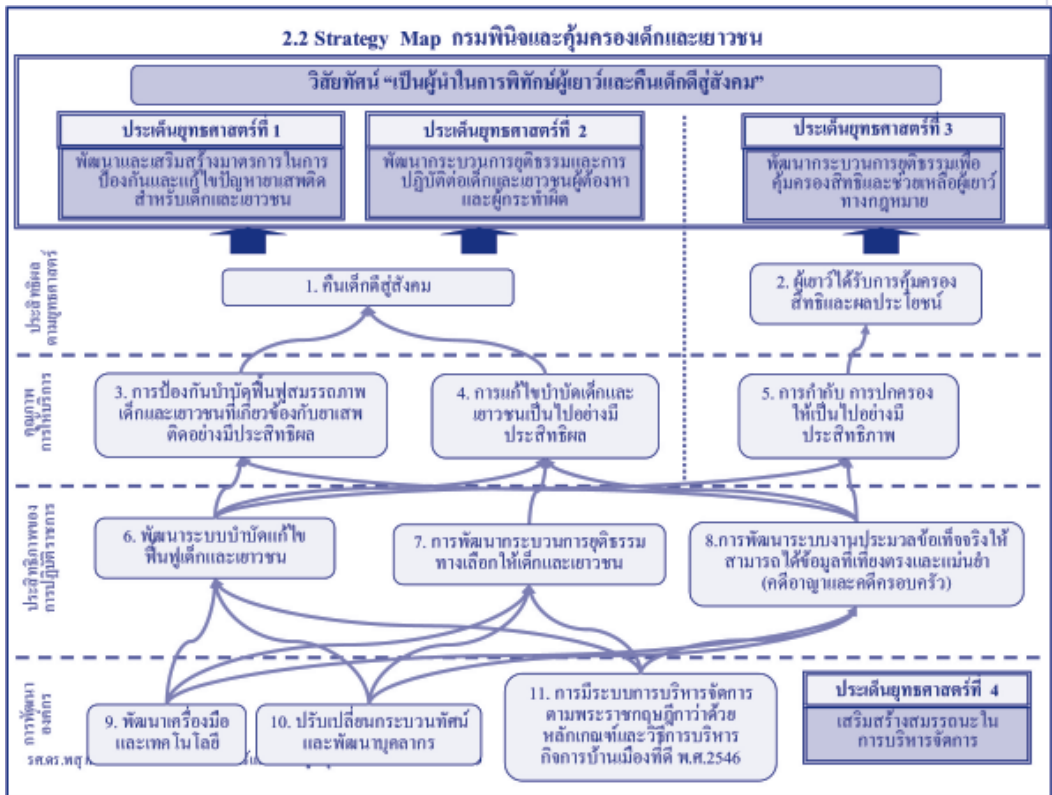 2.2 Strategy Map กรมพินิจและคุ้มครองเด็กและเยาวชน
วิสัยทัศน์ “เป็นผู้นำในการพิทักษ์ผู้เยาว์และคืนเด็กดีสู่สังคม”
ประเด็นยุทธศาสตร์ที่ 1
พัฒนาและเสริมสร้างมาตรการในการ
ป้องกันและแก้ไขปัญหายาเสพติด
สำหรับเด็กและเยาวชน
ประเด็นยุทธศาสตร์ที่ 2
พัฒนากระบวนการยุติธรรมและการ
ปฏิบัติต่อเด็กและเยาวชนผู้ต้องหา
และผู้กระทำผิด
ประเด็นยุทธศาสตร์ที่ 3
พัฒนากระบวนการยุติธรรมเพื่อ
คุ้มครองสิทธิและช่วยเหลือผู้เยาว์
ทางกฎหมาย
ประสิทธิผล
ตามยุทธศาสตร์
1. คืนเด็กดีสู่สังคม
2. ผู้เยาว์ได้รับการคุ้มครอง
สิทธิและผลประโยชน์
คุณภาพ
การให้บริการ
3. การป้องกันบำบัดฟื้นฟูสมรรถภาพ
เด็กและเยาวชนที่เกี่ยวข้องกับยาเสพ
ติดอย่างมีประสิทธิผล
4. การแก้ไขบำบัดเด็กและ
เยาวชนเป็นไปอย่างมี
ประสิทธิผล
5. การกำกับ การปกครอง
ให้เป็นไปอย่างมี
ประสิทธิภาพ
ประสิทธิภาพของ
การปฏิบัติราชการ
6. พัฒนาระบบบำบัดแก้ไข
ฟื้นฟูเด็กและเยาวชน
7. การพัฒนากระบวนการยุติธรรม
ทางเลือกให้เด็กและเยาวชน
8.การพัฒนาระบบงานประมวลข้อเท็จจริงให้
สามารถได้ข้อมูลที่เที่ยงตรงและแม่นยำ
(คดีอาญาและคดีครอบครัว)
การพัฒนา
องค์กร
9. พัฒนาเครื่องมือ
และเทคโนโลยี
10. ปรับเปลี่ยนกระบวนทัศน์
และพัฒนาบุคลากร
11. การมีระบบการบริหารจัดการ
ตามพระราชกฤษฎีกาว่าด้วย
หลักเกณฑ์และวิธีการบริหาร
กิจการบ้านเมืองที่ดี พ.ศ.2546
ประเด็นยุทธศาสตร์ที่ 4
เสริมสร้างสมรรถนะใน
การบริหารจัดการ
รศ.ดร.พสุ